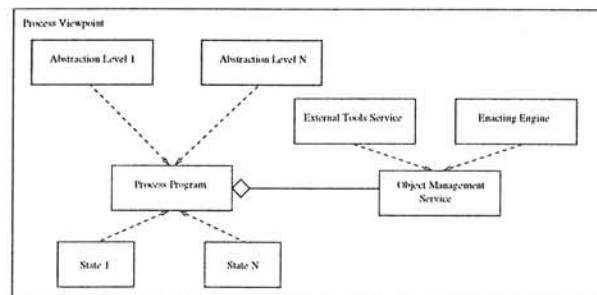 Process Viewpoint
Abstraction Level 1
Abstraction Level N
External Tools Service
Enacting Engine
Process Program
Object Management
Service
State 1
State N